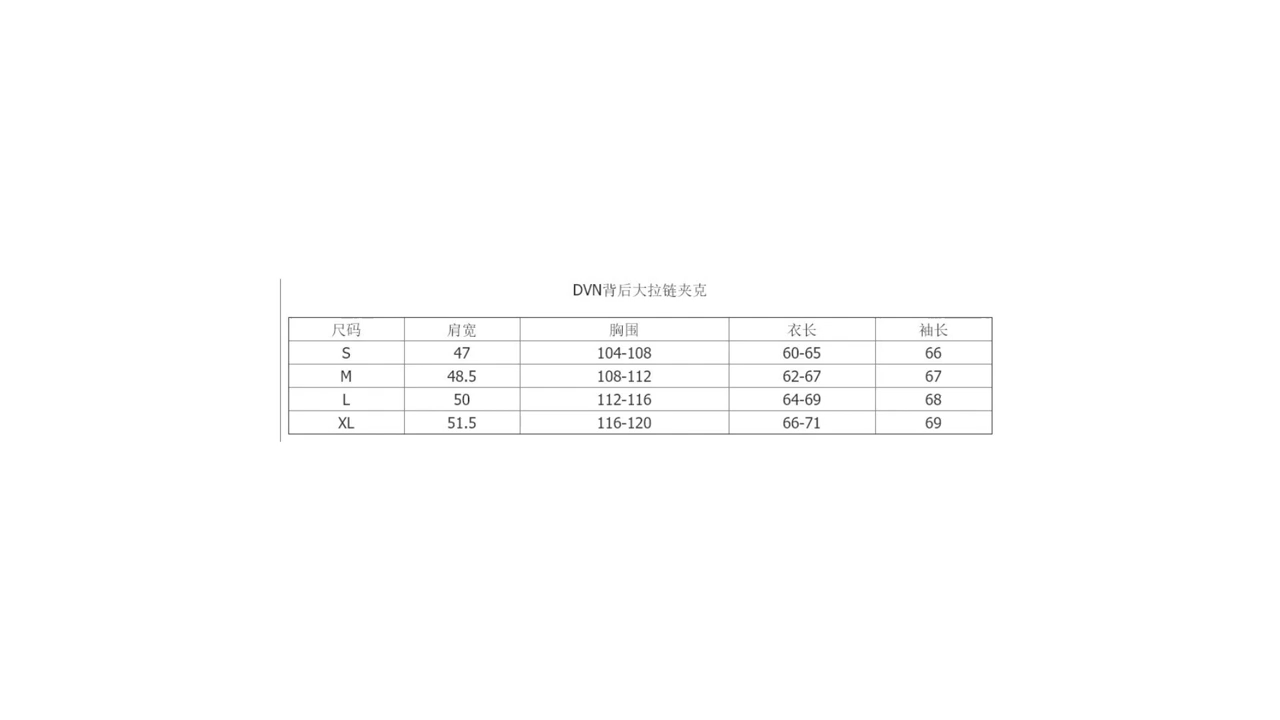 DVN背后大拉链夹克
尺码 肩宽 胸围 衣长 袖长
S 47 104-108 60-65 66
M 48.5 108-112 62-67 67
L 50 112-116 64-69 68
XL 51.5 116-120 66-71 69